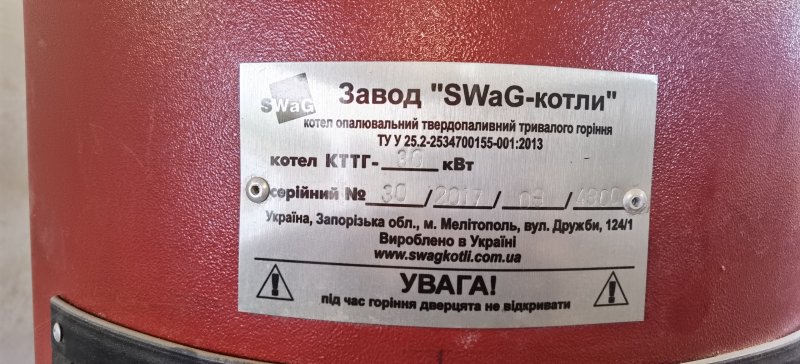 SWaG
Завод "SWaG-котли"
котел опалювальний твердопаливний тривалого горіння
ТУ У 25.2-2534700155-001:2013
котел КТТГ- 30 кВт
серійний № 30 / 2017 / 09 /
Україна, Запорізька обл., м. Мелітополь, вул. Дружби, 124/1
Вироблено в Україні
www.swagkotli.com.ua
УВАГА!
під час горіння дверцята не відкривати